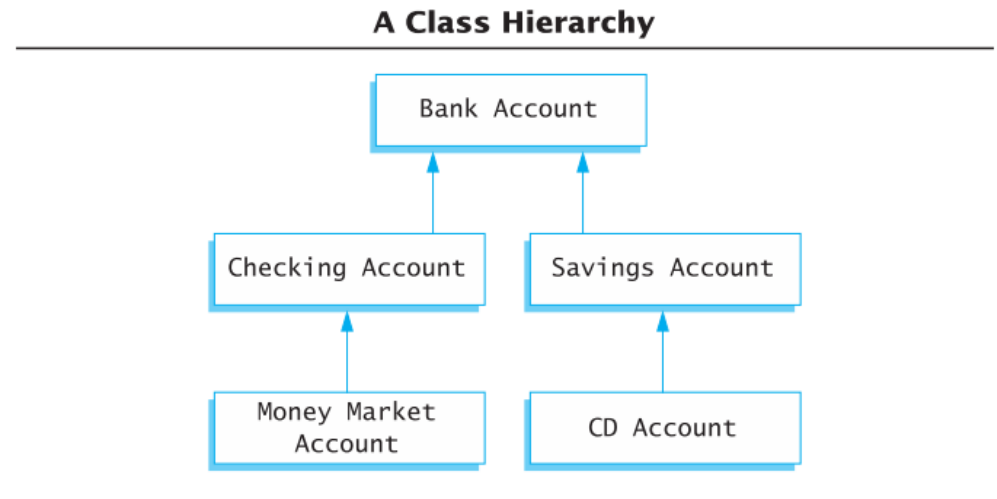 A Class Hierarchy
Bank Account
Checking Account
Savings Account
Money Market
Account
CD Account